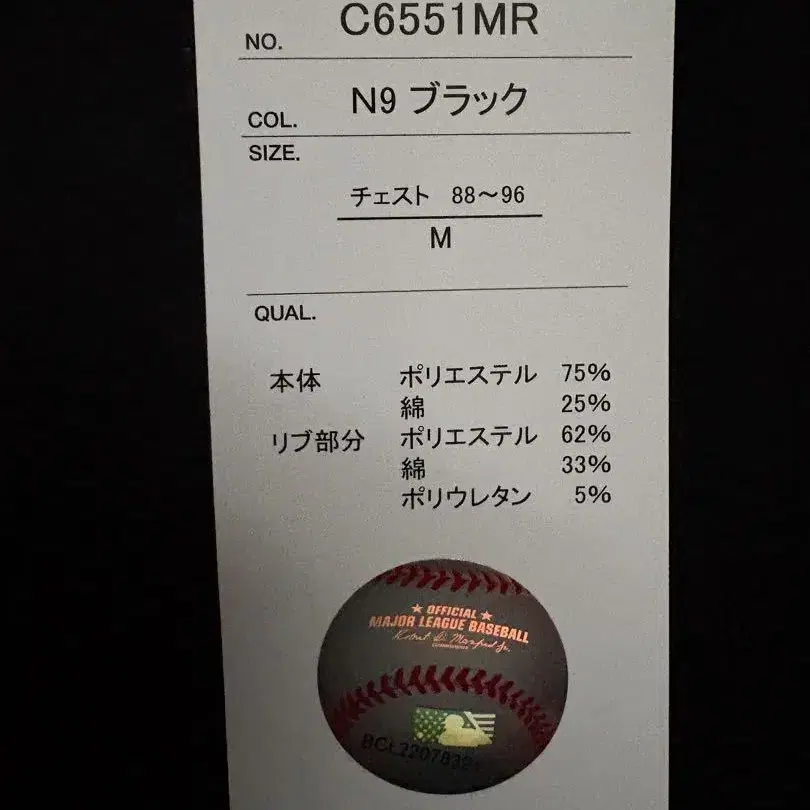 NO. C6551MR
COL. N9 ブラック
SIZE.
チェスト 88～96
M
QUAL.
本体 ポリエステル 75%
綿 25%
リブ部分 ポリエステル 62%
綿 33%
ポリウレタン 5%
★ OFFICIAL ★
MAJOR LEAGUE BASEBALL